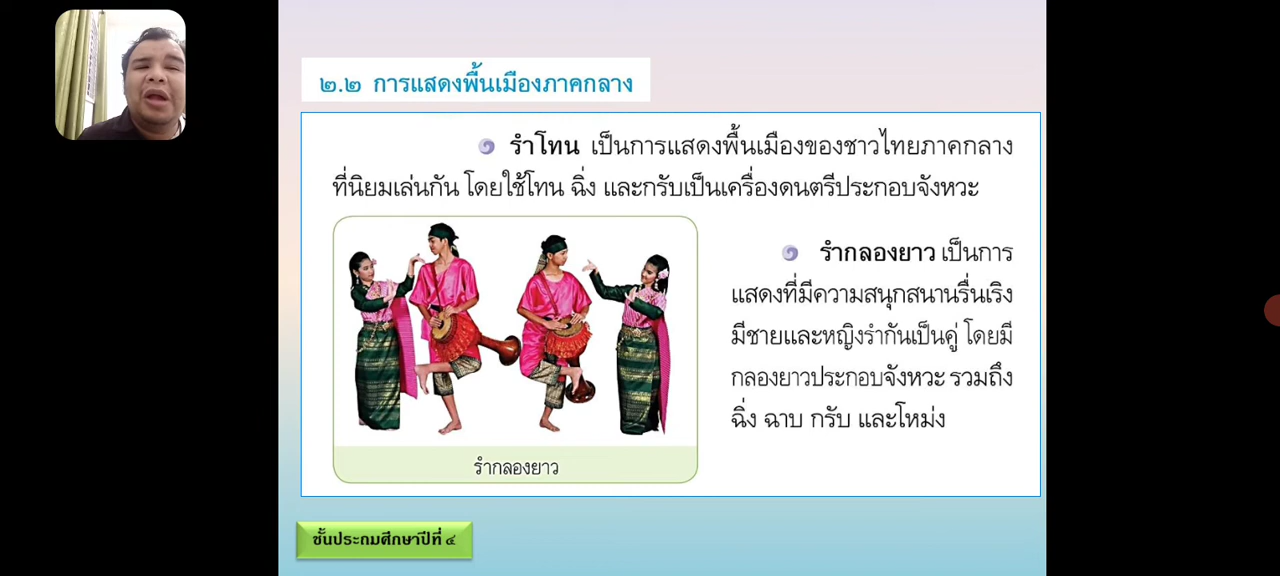 ๒.๒ การแสดงพื้นเมืองภาคกลาง
รำโทน เป็นการแสดงพื้นเมืองของชาวไทยภาคกลาง
ที่นิยมเล่นกัน โดยใช้โทน ฉิ่ง และกรับเป็นเครื่องดนตรีประกอบจังหวะ
รำกลองยาว เป็นการ
แสดงที่มีความสนุกสนานรื่นเริง
มีชายและหญิงรำกันเป็นคู่ โดยมี
กลองยาวประกอบจังหวะ รวมถึง
ฉิ่ง ฉาบ กรับ และโหม่ง
รำกลองยาว
ชั้นประถมศึกษาปีที่ ๔